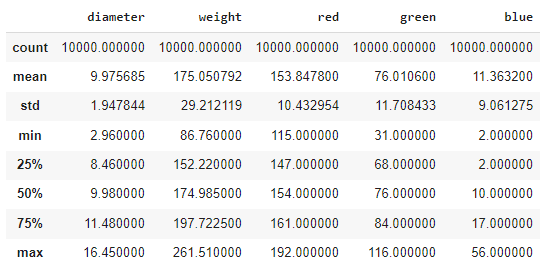 diameter weight red green blue
count 10000.000000 10000.000000 10000.000000 10000.000000 10000.000000
mean 9.975685 175.050792 153.847800 76.010600 11.363200
std 1.947844 29.212119 10.432954 11.708433 9.061275
min 2.960000 86.760000 115.000000 31.000000 2.000000
25% 8.460000 152.220000 147.000000 68.000000 2.000000
50% 9.980000 174.985000 154.000000 76.000000 10.000000
75% 11.480000 197.722500 161.000000 84.000000 17.000000
max 16.450000 261.510000 192.000000 116.000000 56.000000